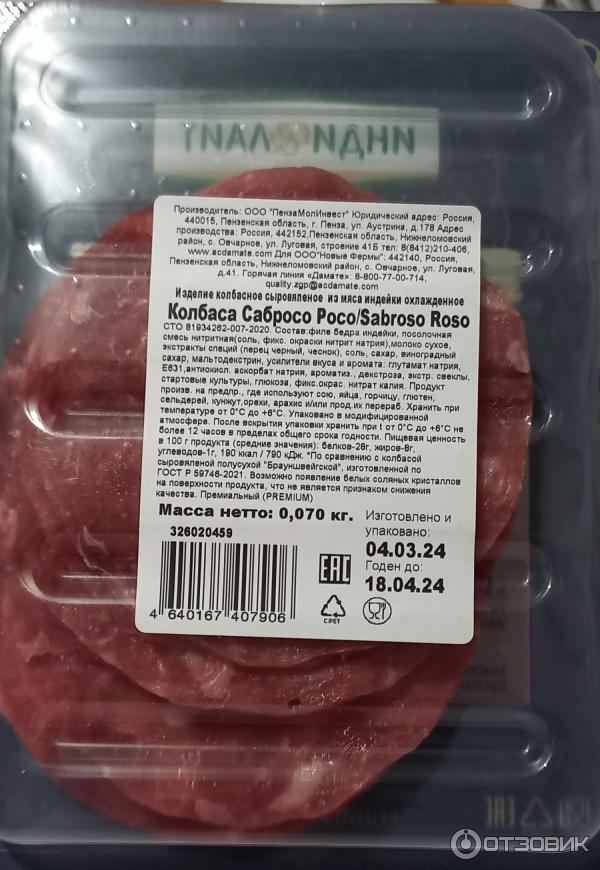 ИНДИЛАЙТ
Производитель: ООО "ПензаМолИнвест" Юридический адрес: Россия,
440015, Пензенская область, г. Пенза, ул. Аустрина, д.178 Адрес
производства: Россия, 442152,Пензенская область, Нижнеломовский
район, с. Овчарное, ул. Луговая, строение 41Б тел. 8(8412)210-406,
www.acdamate.com Для ООО"Новые Фермы": 442140, Россия,
Пензенская область, Нижнеломовский район, с. Овчарное, ул. Луговая,
д.41. Горячая линия «Дамате»: 8-800-77-00-714,
quality.zgp@acdamate.com
Изделие колбасное сыровяленое из мяса индейки охлажденное
Колбаса Сабросо Росо/Sabroso Roso
СТО 81934262-007-2020. Состав:филе бедра индейки, посолочная
смесь нитритная(соль, фикс. окраски нитрит натрия),молоко сухое,
экстракты специй (перец черный, чеснок), соль, сахар, виноградный
сахар, мальтодекстрин, усилители вкуса и аромата: глутамат натрия,
Е631,антиокисл. аскорбат натрия, ароматиз., декстроза, экстр. свеклы,
стартовые культуры, глюкоза, фикс.окрас. нитрат калия. Продукт
произв. на предпр., где используют сою, яйца, горчицу, глютен,
сельдерей, кунжут,орехи, арахис и/или прод.их перераб. Хранить при
температуре от 0°С до +6°С. Упаковано в модифицированной
атмосфере. После вскрытия упаковки хранить при t от 0°С до +6°С не
более 12 часов в пределах общего срока годности. Пищевая ценность
в 100 г продукта (средние значения): белков-28г, жиров-8г,
углеводов-1г, 190 ккал / 790 кДж. *По сравнению с колбасой
сыровяленой полусухой "Брауншвейгской", изготовленной по
ГОСТ Р 59746-2021. Возможно появление белых соляных кристаллов
на поверхности продукта, что не является признаком снижения
качества. Премиальный (PREMIUM)
Масса нетто: 0,070 кг.
326020459
4 640167 407906
EAC
C/PET
Изготовлено и
упаковано:
04.03.24
Годен до:
18.04.24
EAC
ОТЗОВИК